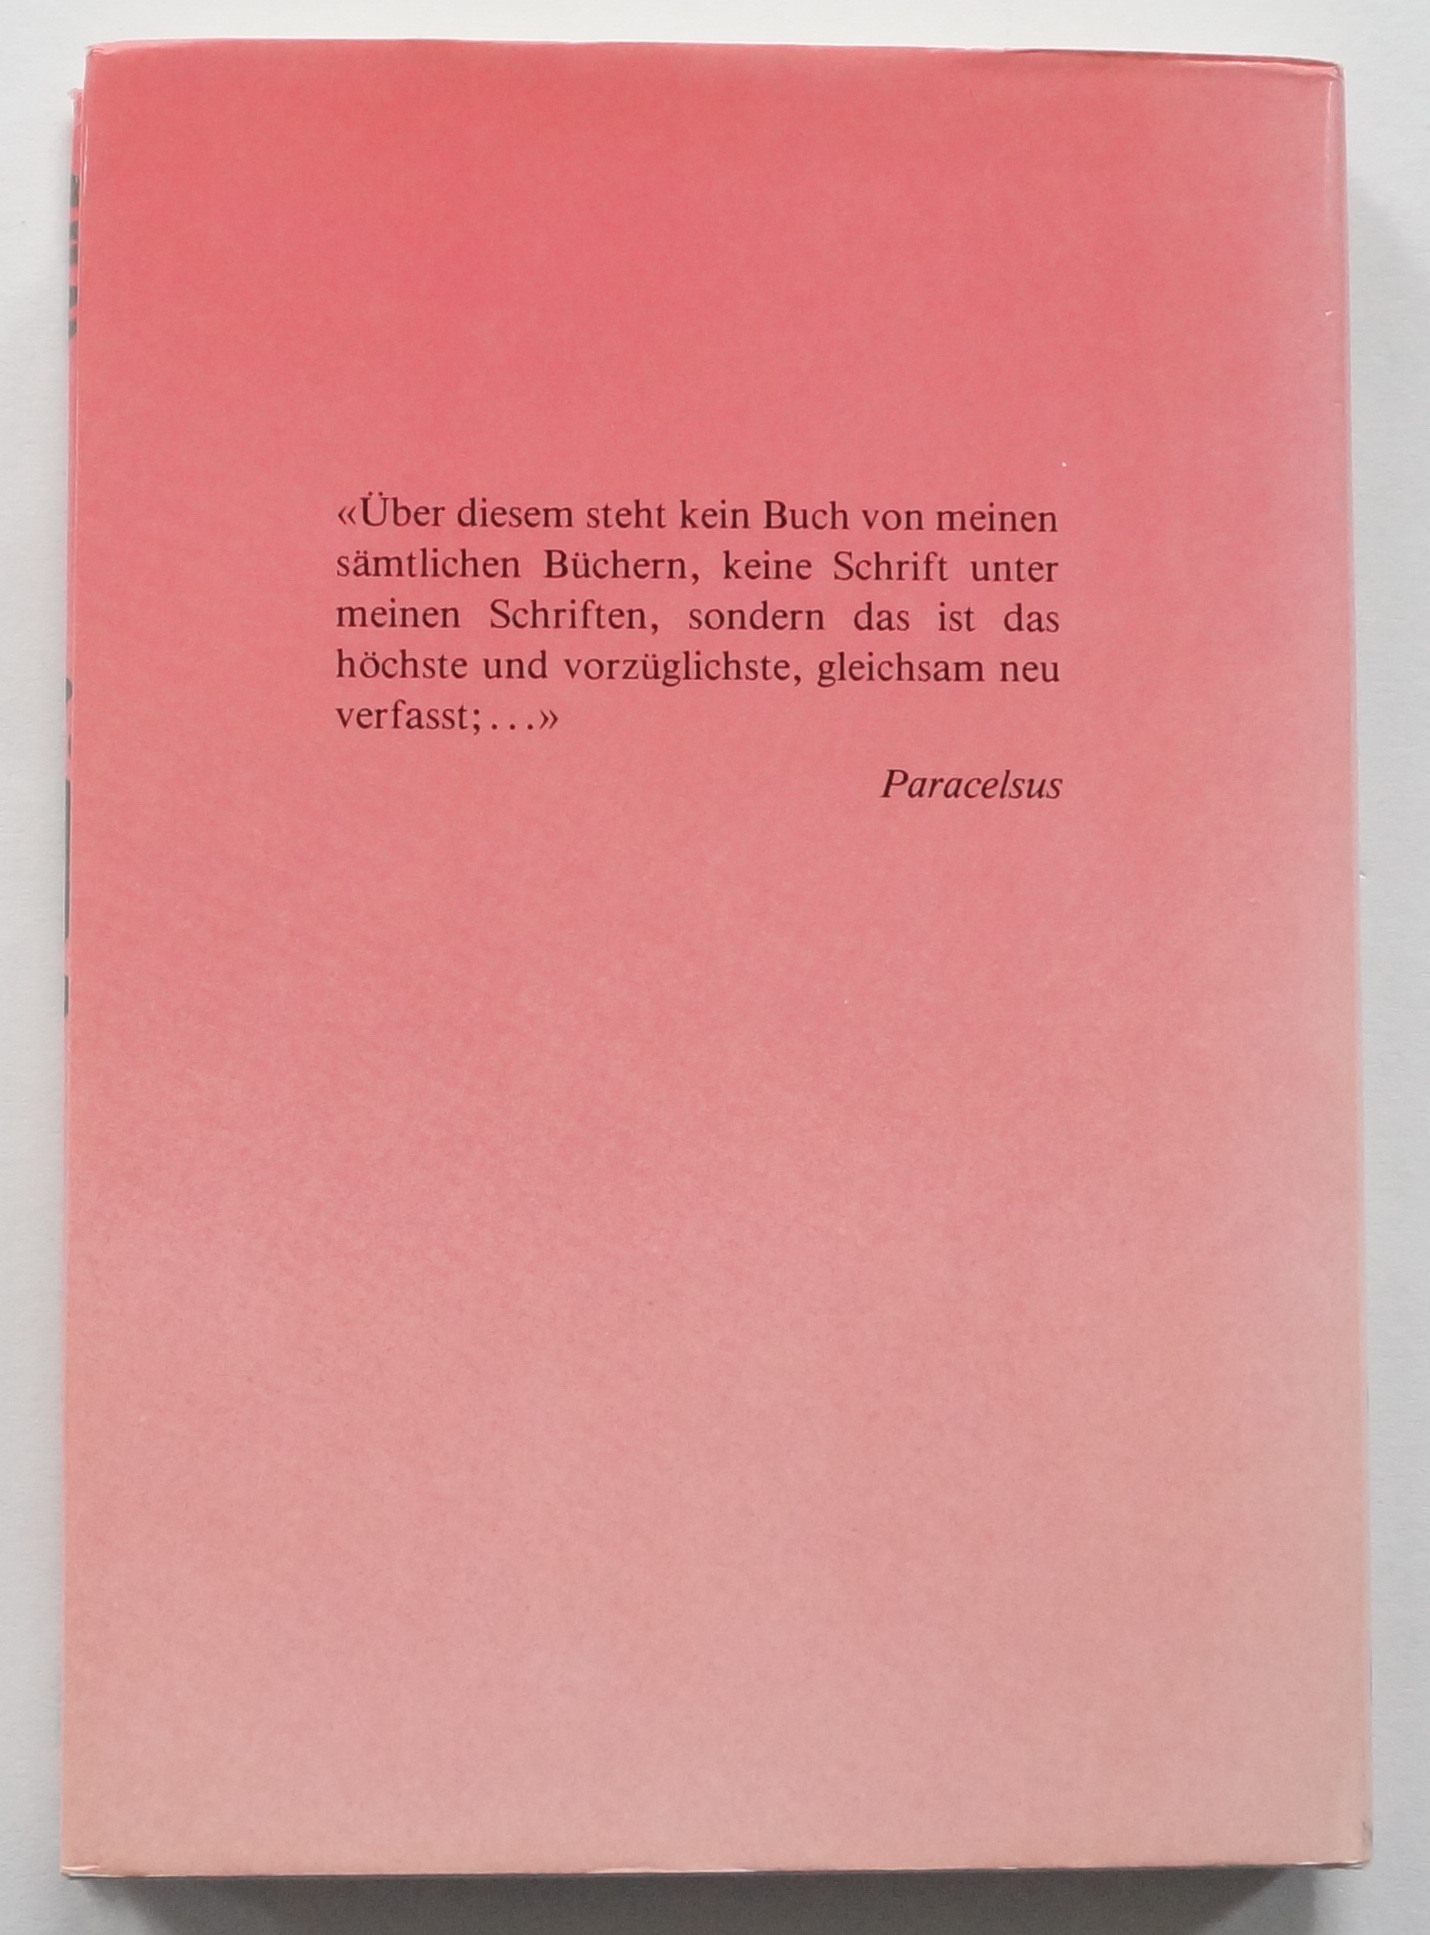 «Über diesem steht kein Buch von meinen
sämtlichen Büchern, keine Schrift unter
meinen Schriften, sondern das ist das
höchste und vorzüglichste, gleichsam neu
verfasst;...»
Paracelsus